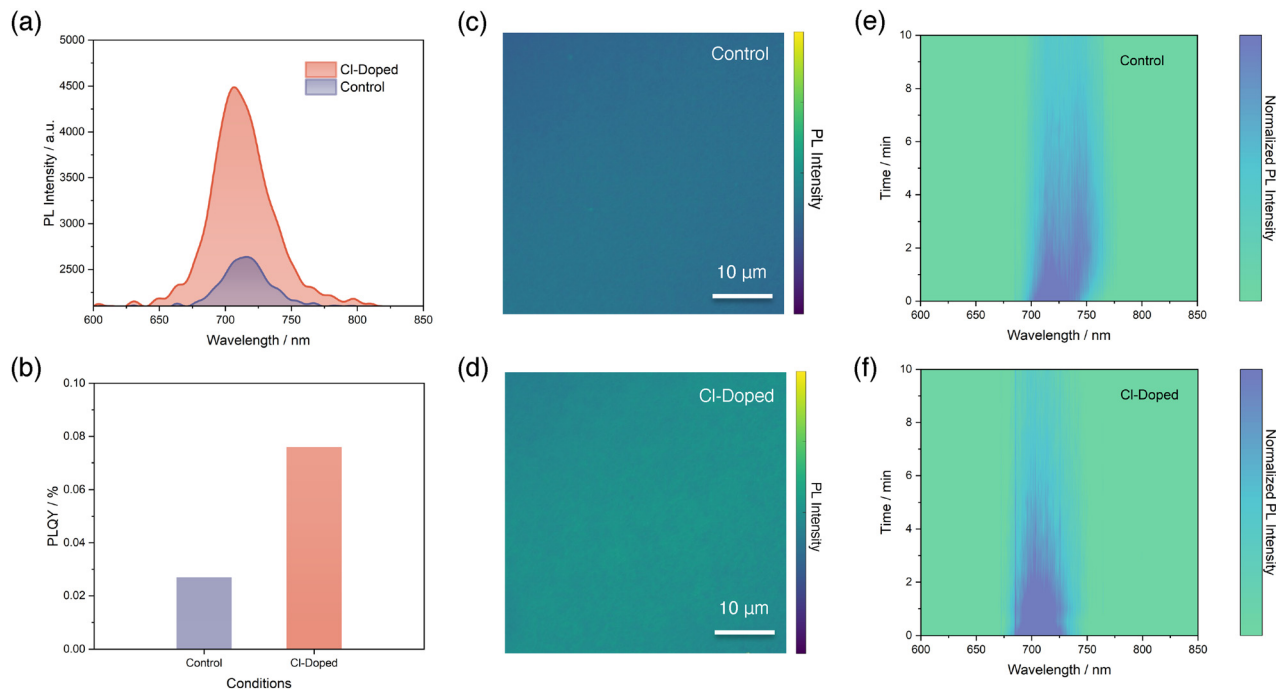 (a)
5000
4500
4000
3500
3000
2500
PL Intensity / a.u.
Cl-Doped
Control
600 650 700 750 800 850
Wavelength / nm
(b)
0.10
0.08
0.06
0.04
0.02
0.00
PLQY / %
Control Cl-Doped
Conditions
(c)
Control
10 µm
PL Intensity
(d)
Cl-Doped
10 µm
PL Intensity
(e)
10
8
6
4
2
0
Time / min
Control
600 650 700 750 800 850
Wavelength / nm
Normalized PL Intensity
(f)
10
8
6
4
2
0
Time / min
Cl-Doped
600 650 700 750 800 850
Wavelength / nm
Normalized PL Intensity